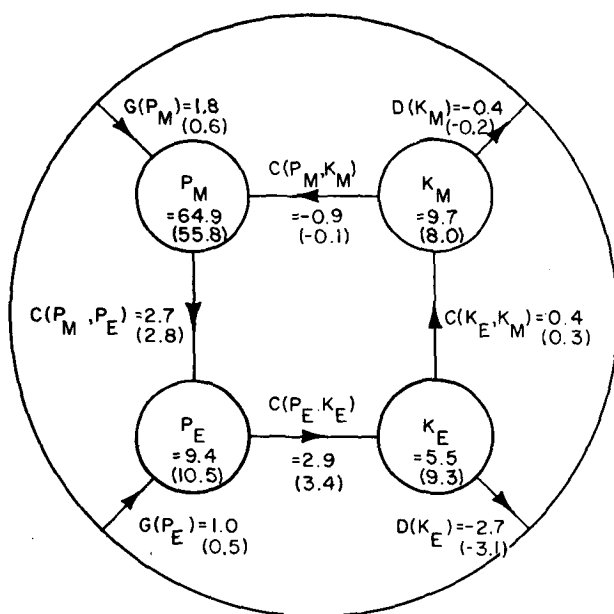 G(P_M)=1.8
(0.6)
D(K_M)=-0.4
(-0.2)
P_M
=64.9
(55.8)
C(P_M,K_M)
=-0.9
(-0.1)
K_M
=9.7
(8.0)
C(P_M,P_E)=2.7
(2.8)
C(K_E,K_M)=0.4
(0.3)
P_E
=9.4
(10.5)
C(P_E.K_E)
=2.9
(3.4)
K_E
=5.5
(9.3)
G(P_E)=1.0
(0.5)
D(K_E)=-2.7
(-3.1)